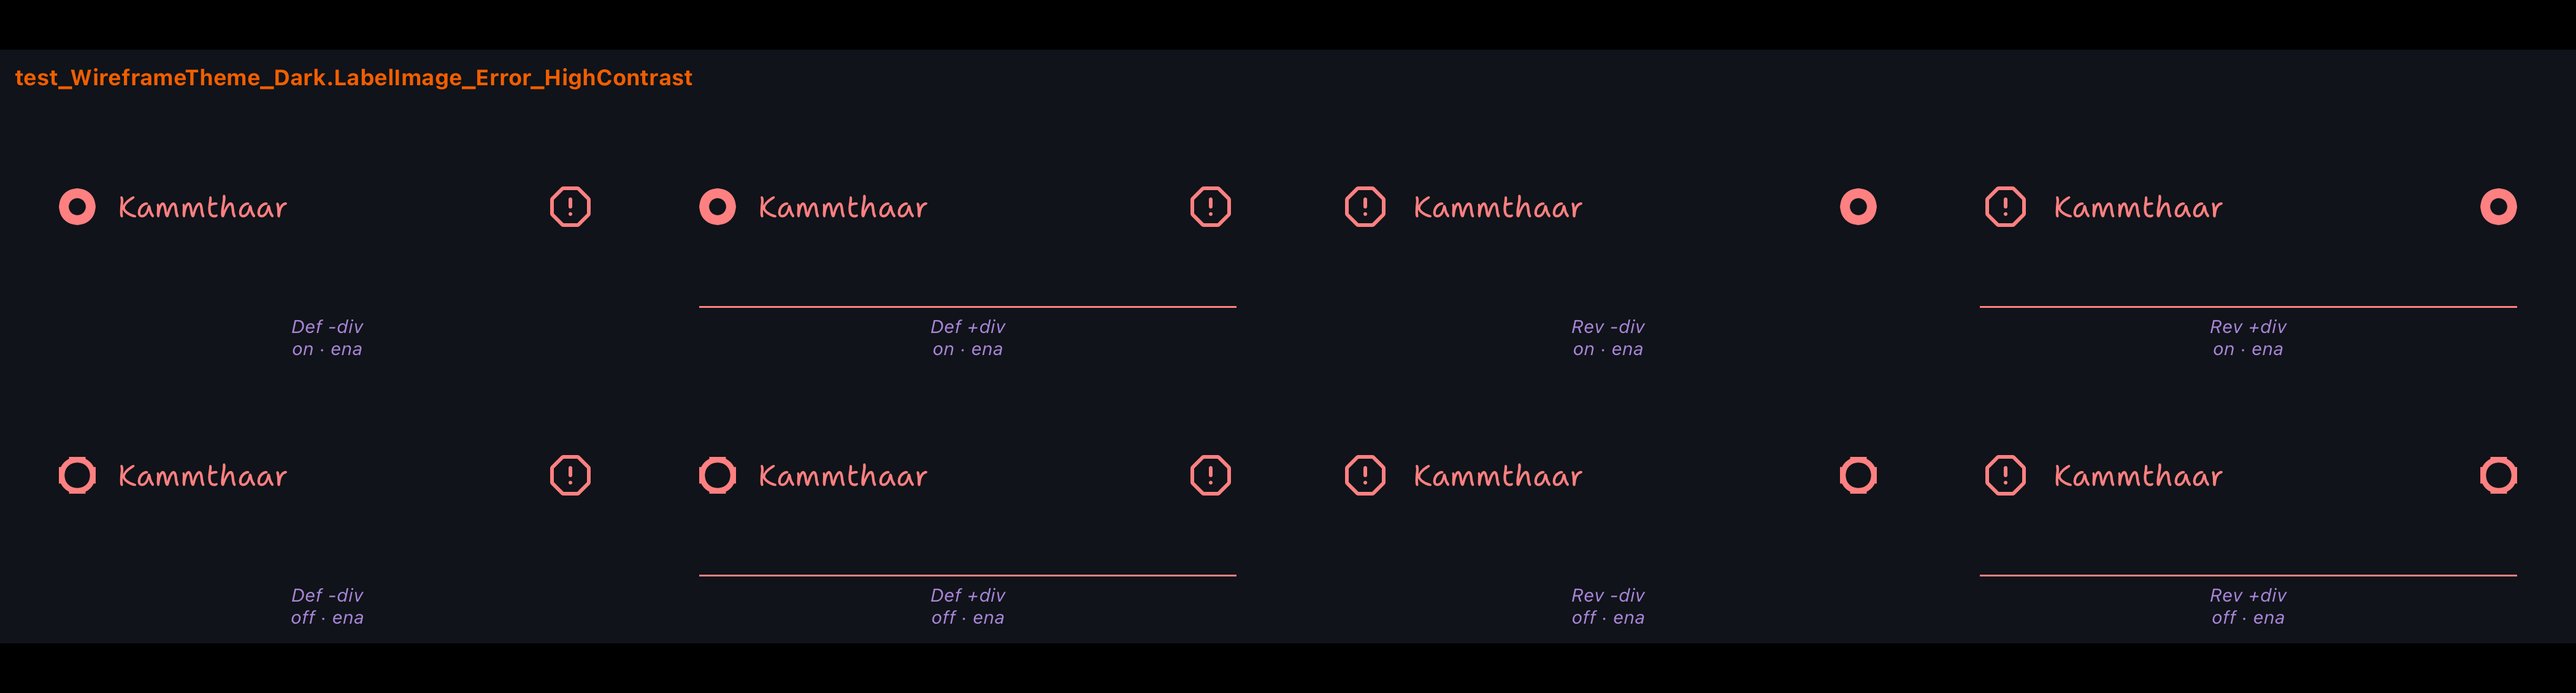 test_WireframeTheme_Dark.LabelImage_Error_HighContrast
Kammthaar
Kammthaar
Kammthaar
Kammthaar
Def -div
on · ena
Def +div
on · ena
Rev -div
on · ena
Rev +div
on · ena
Kammthaar
Kammthaar
Kammthaar
Kammthaar
Def -div
off · ena
Def +div
off · ena
Rev -div
off · ena
Rev +div
off · ena